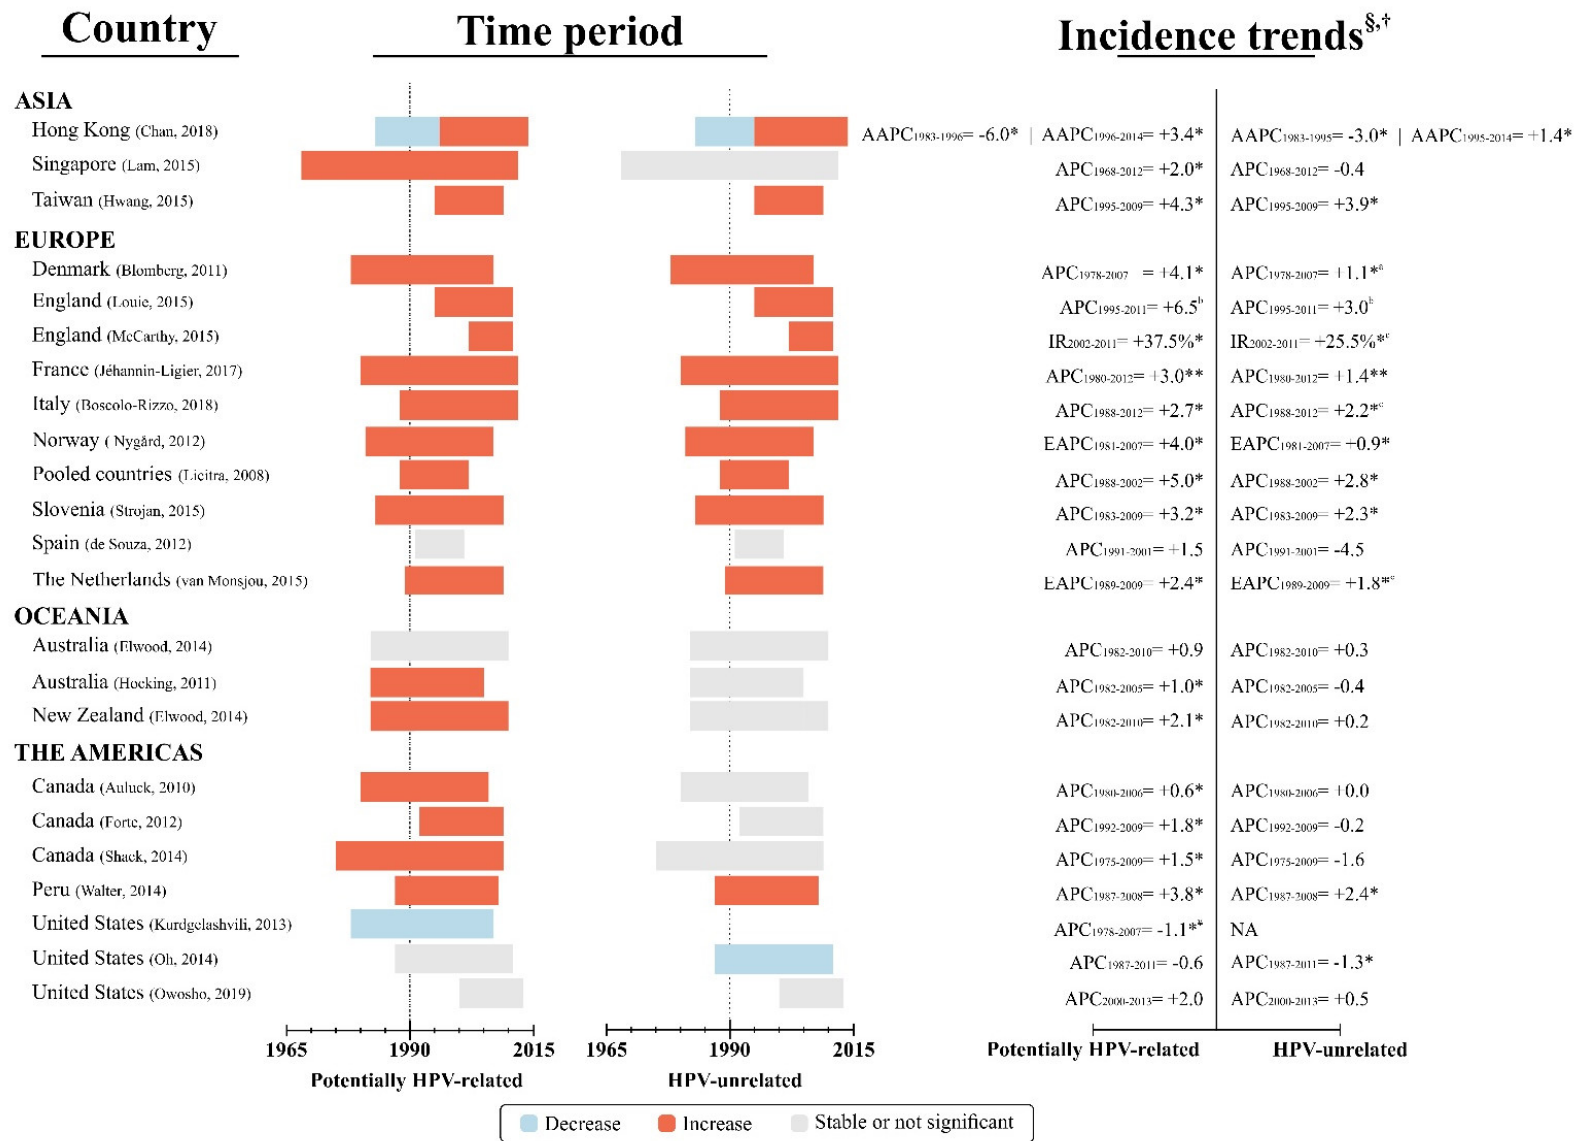 Country Time period Incidence trends§,†
ASIA
Hong Kong (Chan, 2018) AAPC1983-1996= -6.0* | AAPC1996-2014= +3.4* AAPC1983-1995= -3.0* | AAPC1995-2014= +1.4*
Singapore (Lam, 2015) APC1968-2012= +2.0* APC1968-2012= -0.4
Taiwan (Hwang, 2015) APC1995-2009= +4.3* APC1995-2009= +3.9*
EUROPE
Denmark (Blomberg, 2011) APC1978-2007 = +4.1* APC1978-2007= +1.1*a
England (Louie, 2015) APC1995-2011= +6.5b APC1995-2011= +3.0b
England (McCarthy, 2015) IR2002-2011= +37.5%* IR2002-2011= +25.5%*c
France (Jéhannin-Ligier, 2017) APC1980-2012= +3.0** APC1980-2012= +1.4**
Italy (Boscolo-Rizzo, 2018) APC1988-2012= +2.7* APC1988-2012= +2.2*c
Norway ( Nygård, 2012) EAPC1981-2007= +4.0* EAPC1981-2007= +0.9*
Pooled countries (Licitra, 2008) APC1988-2002= +5.0* APC1988-2002= +2.8*
Slovenia (Strojan, 2015) APC1983-2009= +3.2* APC1983-2009= +2.3*
Spain (de Souza, 2012) APC1991-2001= +1.5 APC1991-2001= -4.5
The Netherlands (van Monsjou, 2015) EAPC1989-2009= +2.4* EAPC1989-2009= +1.8*c
OCEANIA
Australia (Elwood, 2014) APC1982-2010= +0.9 APC1982-2010= +0.3
Australia (Hocking, 2011) APC1982-2005= +1.0* APC1982-2005= -0.4
New Zealand (Elwood, 2014) APC1982-2010= +2.1* APC1982-2010= +0.2
THE AMERICAS
Canada (Auluck, 2010) APC1980-2006= +0.6* APC1980-2006= +0.0
Canada (Forte, 2012) APC1992-2009= +1.8* APC1992-2009= -0.2
Canada (Shack, 2014) APC1975-2009= +1.5* APC1975-2009= -1.6
Peru (Walter, 2014) APC1987-2008= +3.8* APC1987-2008= +2.4*
United States (Kurdgelashvili, 2013) APC1978-2007= -1.1*¥ NA
United States (Oh, 2014) APC1987-2011= -0.6 APC1987-2011= -1.3*
United States (Owosho, 2019) APC2000-2013= +2.0 APC2000-2013= +0.5
1965 1990 2015 1965 1990 2015 Potentially HPV-related HPV-unrelated
Potentially HPV-related HPV-unrelated
Decrease Increase Stable or not significant